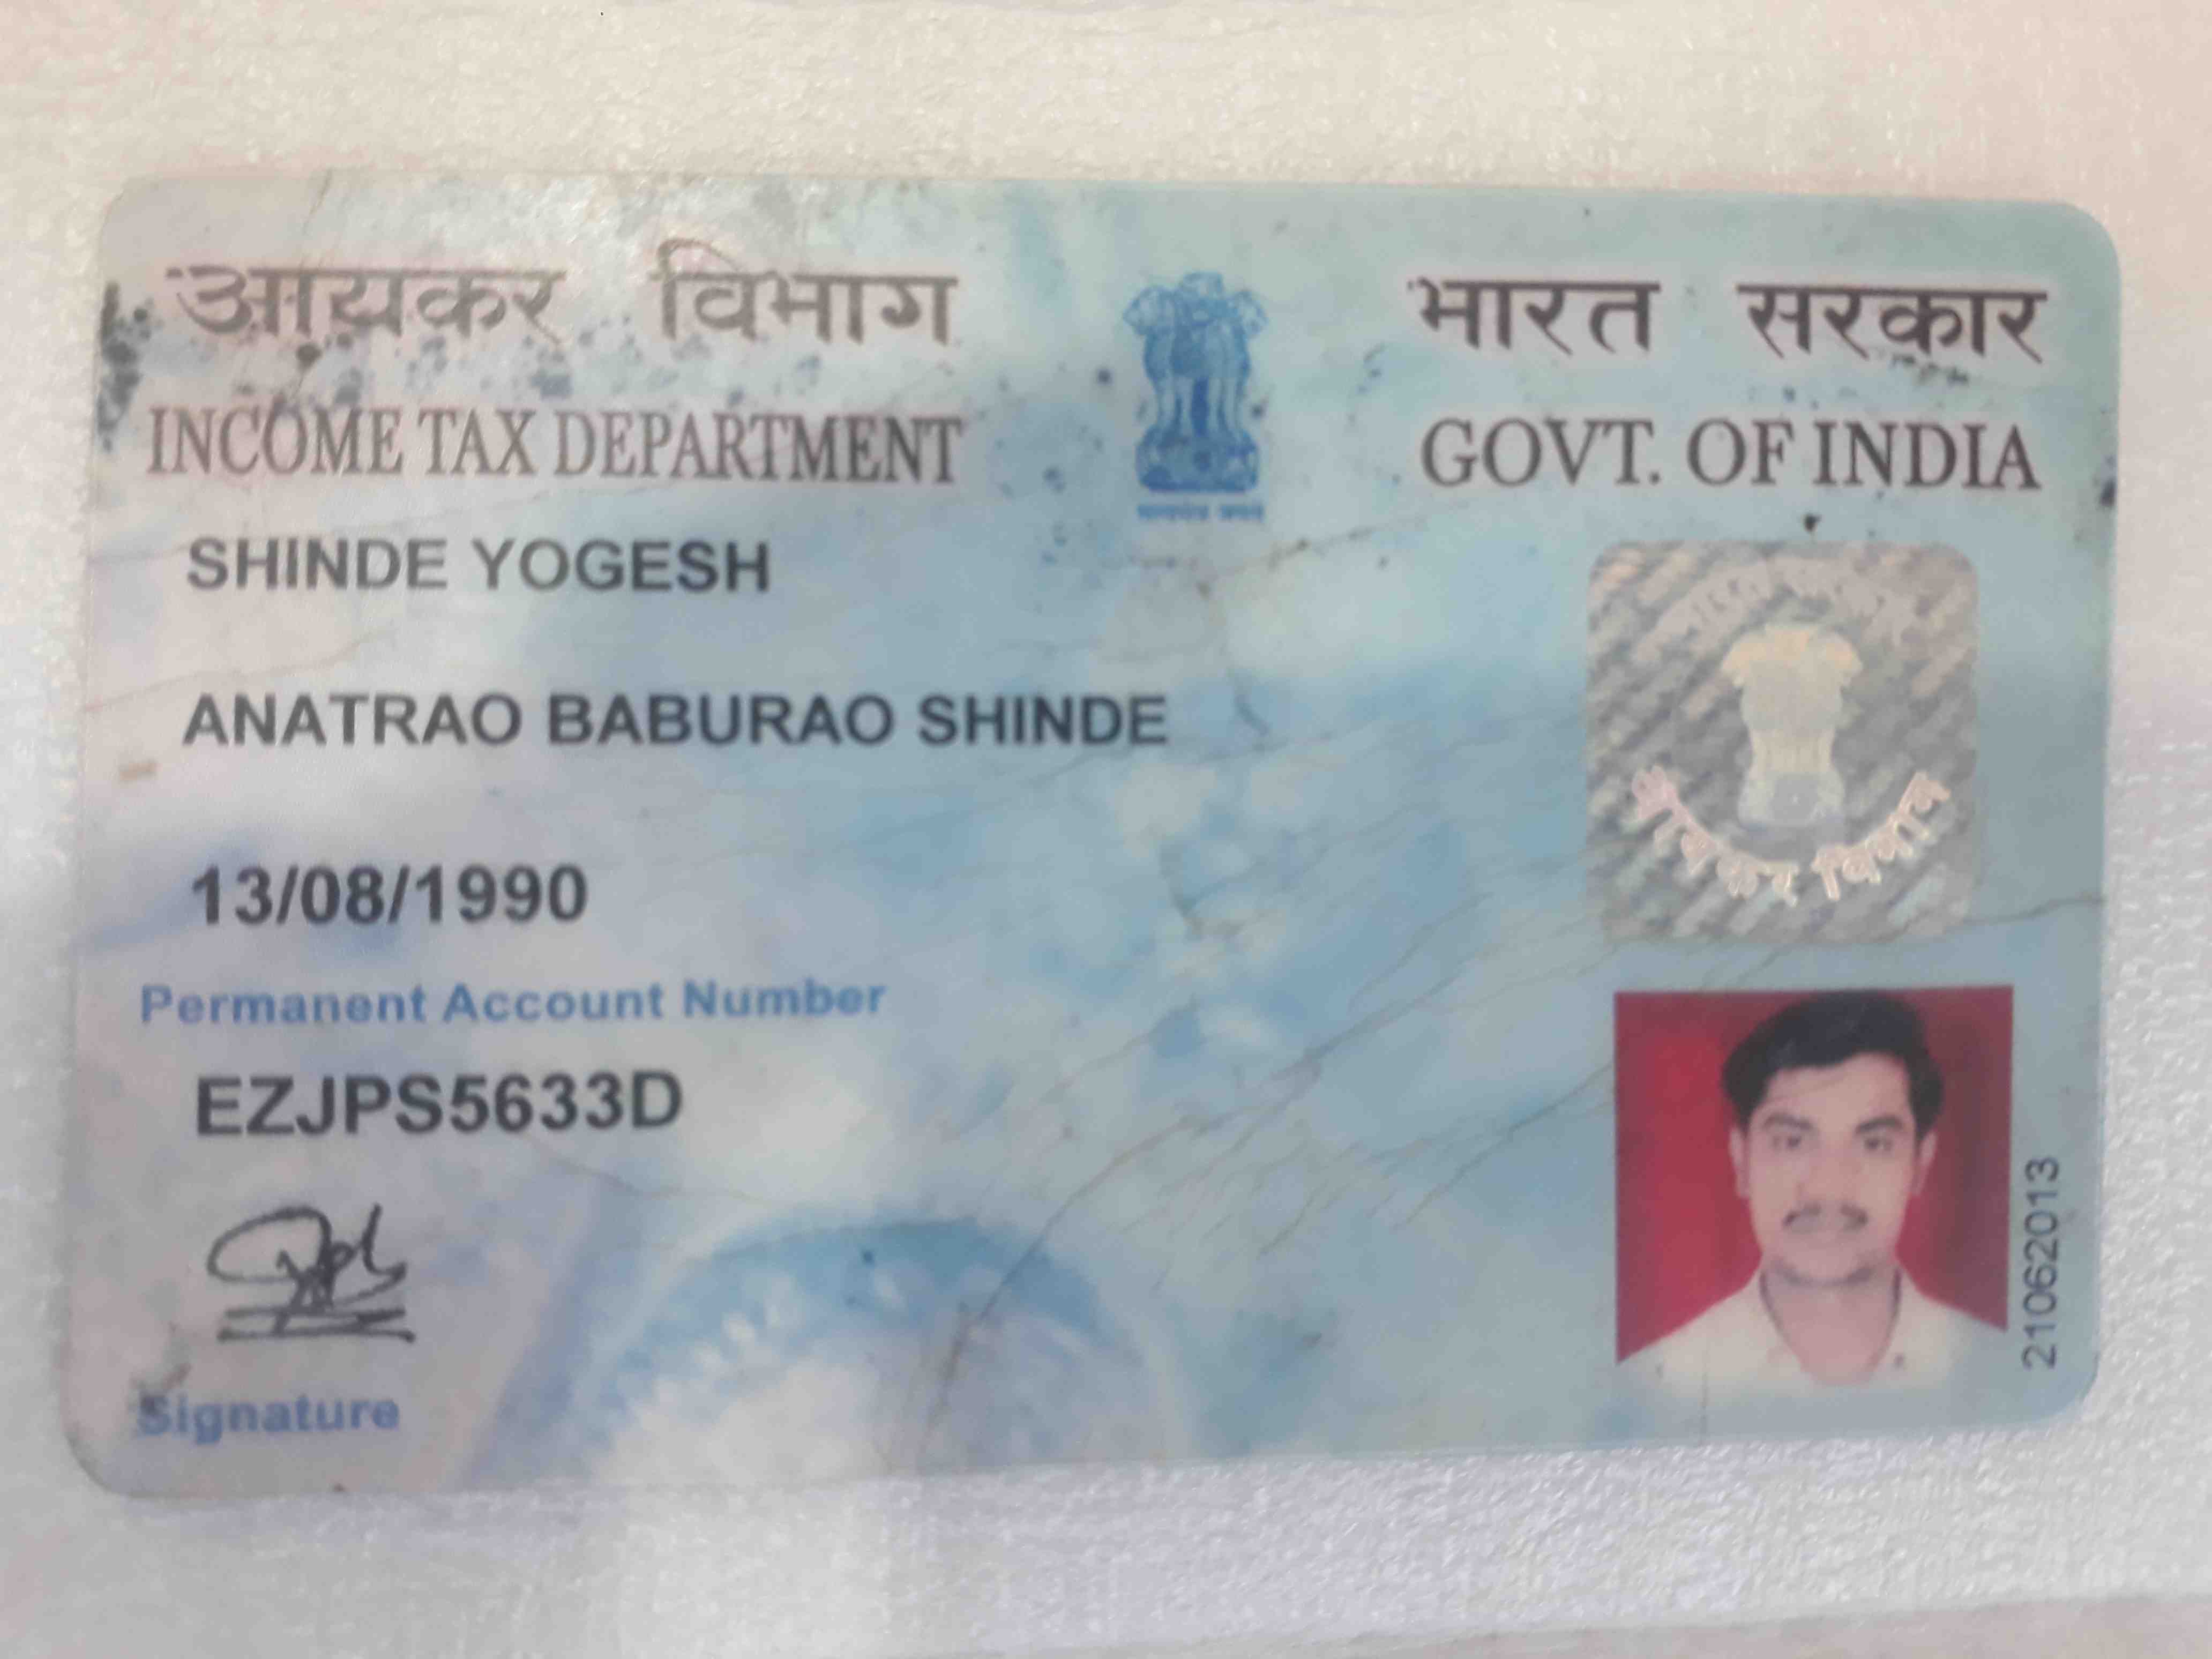 आयकर विभाग
भारत सरकार
INCOME TAX DEPARTMENT
GOVT. OF INDIA
सत्यमेव जयते
SHINDE YOGESH
ANATRAO BABURAO SHINDE
13/08/1990
Permanent Account Number
EZJPS5633D
Signature
आयकर विभाग
21062013